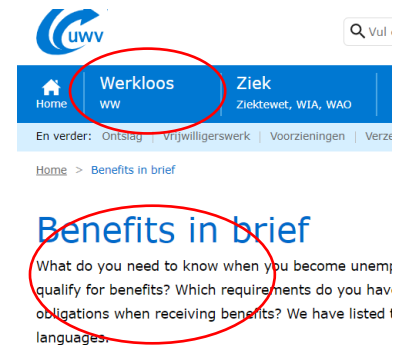 uwv
Vul
Home
Werkloos
ww
Ziek
Ziektewet, WIA, WAO
En verder: Ontslag | Vrijwilligerswerk | Voorzieningen |
Home > Benefits in brief
Benefits in brief
What do you need to know when you become
qualify for benefits? Which requirements do you
obligations when receiving benefits? We have listed
languages.